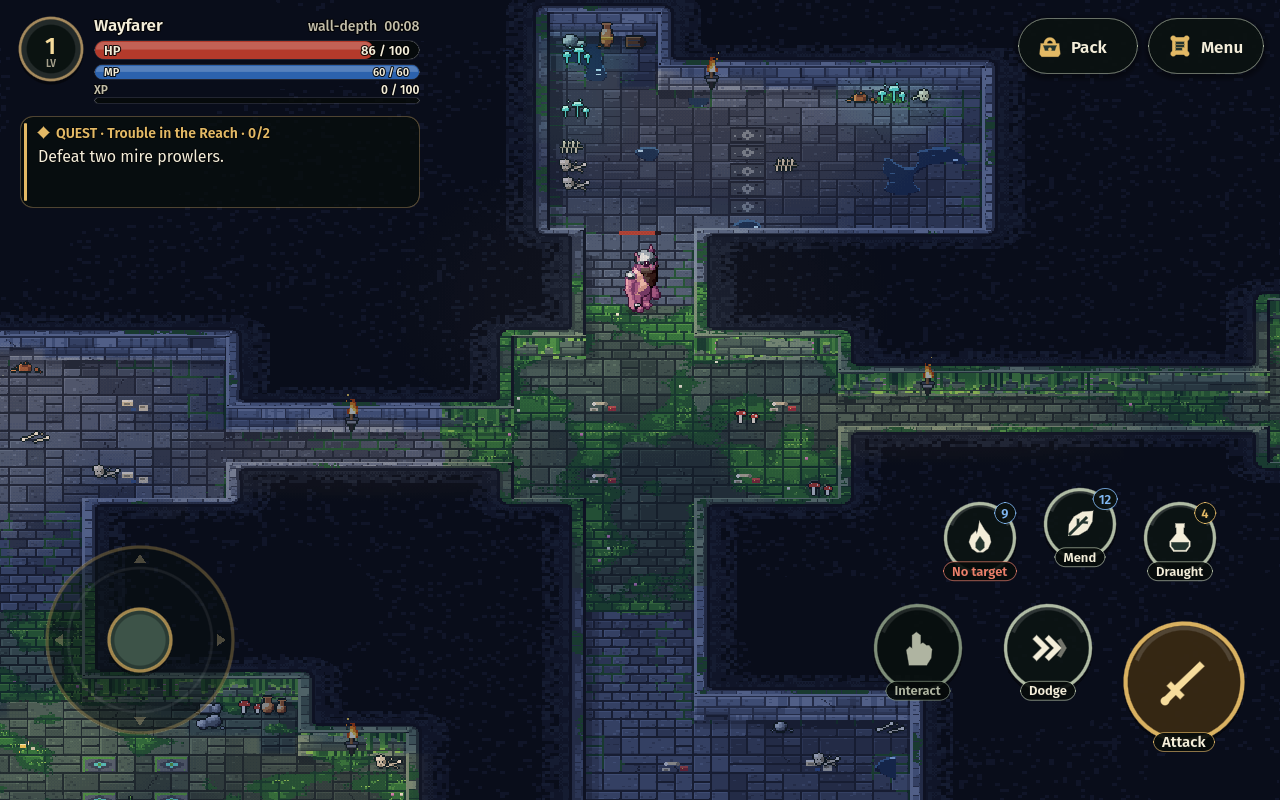 Wayfarer
wall-depth 00:08
1
LV
HP 86 / 100
MP 60 / 60
XP 0 / 100
◆ QUEST · Trouble in the Reach · 0/2
Defeat two mire prowlers.
Pack
Menu
9
12
4
No target
Mend
Draught
Interact
Dodge
Attack